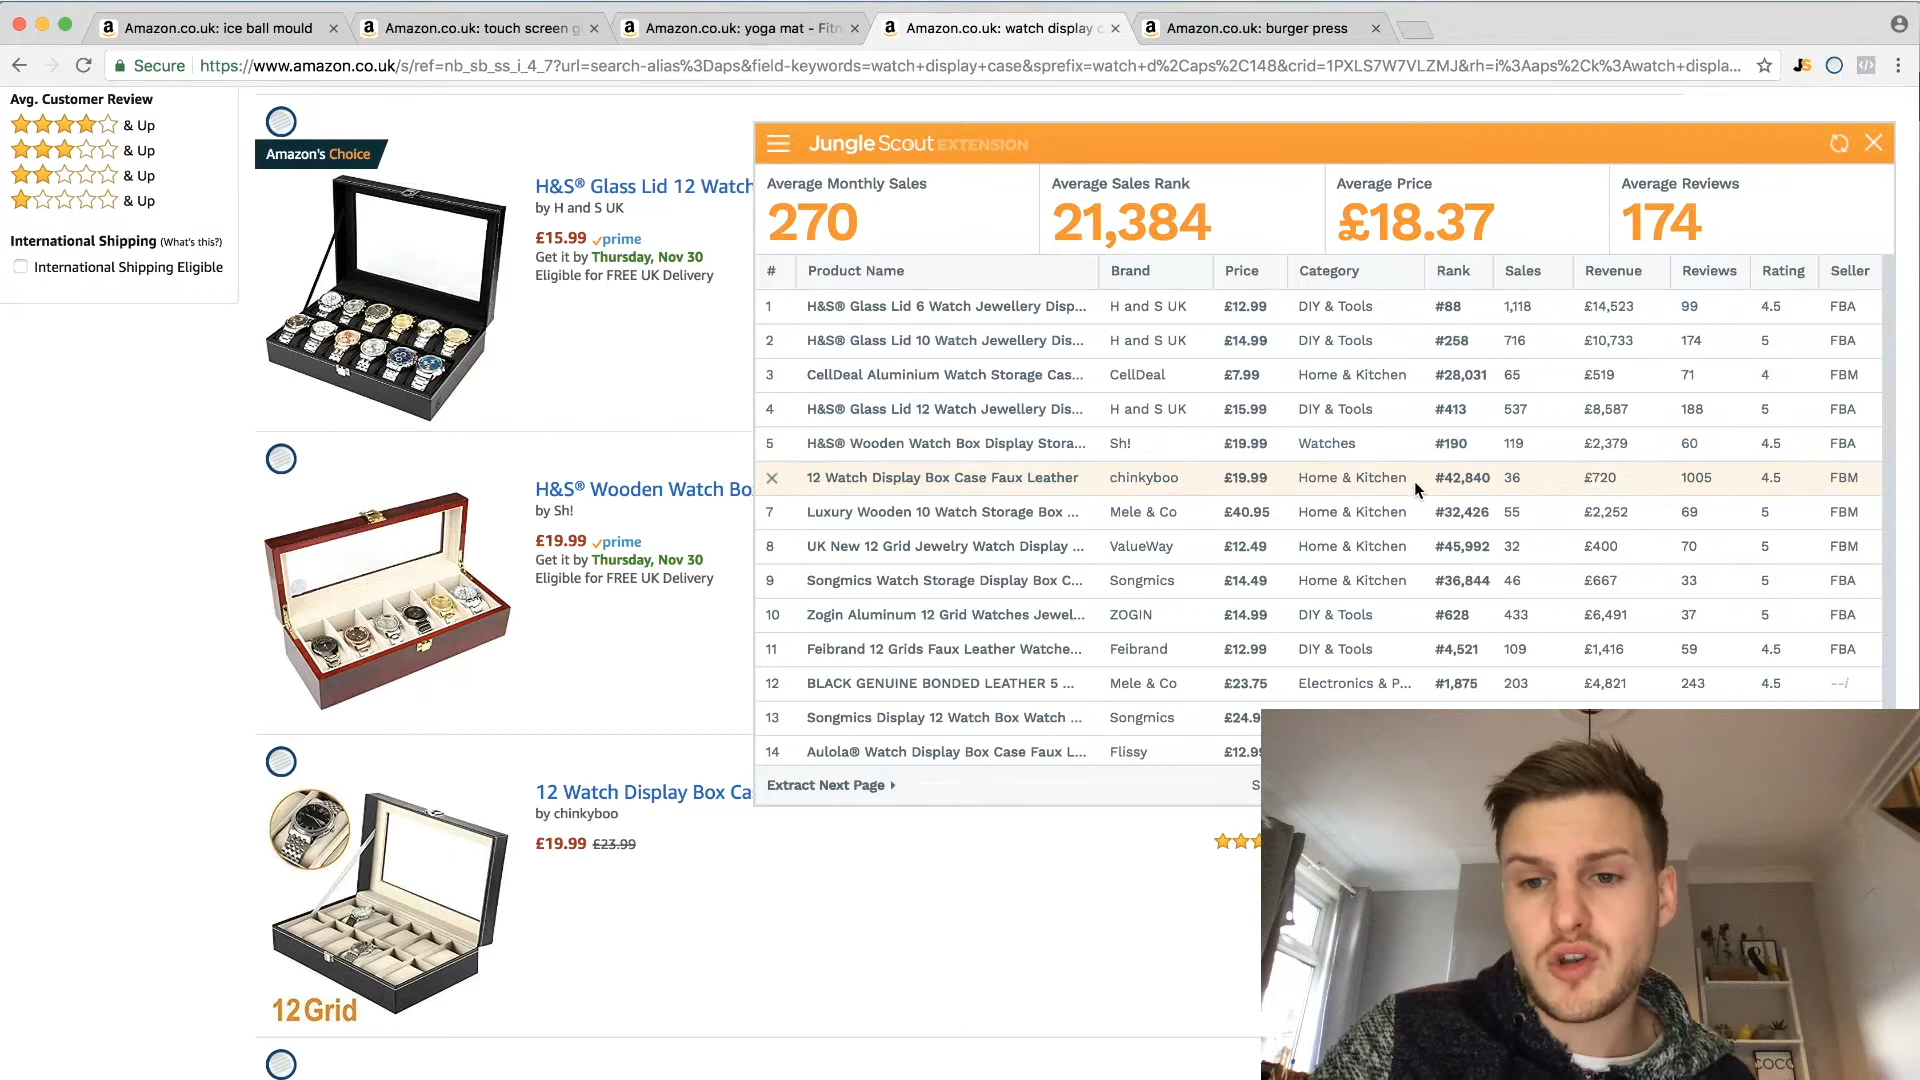 Amazon.co.uk: ice ball mould
Amazon.co.uk: touch screen g
Amazon.co.uk: yoga mat - Fitn
Amazon.co.uk: watch display c
Amazon.co.uk: burger press
Secure
https://www.amazon.co.uk/s/ref=nb_sb_ss_i_4_7?url=search-alias%3Daps&field-keywords=watch+display+case&sprefix=watch+d%2Caps%2C148&crid=1PXLS7W7VLZMJ&rh=i%3Aaps%2Ck%3Awatch+displa...
Avg. Customer Review
& Up
& Up
& Up
& Up
International Shipping (What's this?)
International Shipping Eligible
Amazon's Choice
H&S® Glass Lid 12 Watch
by H and S UK
£15.99 prime
Get it by Thursday, Nov 30
Eligible for FREE UK Delivery
H&S® Wooden Watch Bo
by Sh!
£19.99 prime
Get it by Thursday, Nov 30
Eligible for FREE UK Delivery
12 Watch Display Box Ca
by chinkyboo
£19.99 £23.99
12 Grid
Jungle Scout EXTENSION
Average Monthly Sales
270
Average Sales Rank
21,384
Average Price
£18.37
Average Reviews
174
# Product Name Brand Price Category Rank Sales Revenue Reviews Rating Seller
1 H&S® Glass Lid 6 Watch Jewellery Disp... H and S UK £12.99 DIY & Tools #88 1,118 £14,523 99 4.5 FBA
2 H&S® Glass Lid 10 Watch Jewellery Dis... H and S UK £14.99 DIY & Tools #258 716 £10,733 174 5 FBA
3 CellDeal Aluminium Watch Storage Cas... CellDeal £7.99 Home & Kitchen #28,031 65 £519 71 4 FBM
4 H&S® Glass Lid 12 Watch Jewellery Dis... H and S UK £15.99 DIY & Tools #413 537 £8,587 188 5 FBA
5 H&S® Wooden Watch Box Display Stora... Sh! £19.99 Watches #190 119 £2,379 60 4.5 FBA
12 Watch Display Box Case Faux Leather chinkyboo £19.99 Home & Kitchen #42,840 36 £720 1005 4.5 FBM
7 Luxury Wooden 10 Watch Storage Box ... Mele & Co £40.95 Home & Kitchen #32,426 55 £2,252 69 5 FBM
8 UK New 12 Grid Jewelry Watch Display ... ValueWay £12.49 Home & Kitchen #45,992 32 £400 70 5 FBM
9 Songmics Watch Storage Display Box C... Songmics £14.49 Home & Kitchen #36,844 46 £667 33 5 FBA
10 Zogin Aluminum 12 Grid Watches Jewel... ZOGIN £14.99 DIY & Tools #628 433 £6,491 37 5 FBA
11 Feibrand 12 Grids Faux Leather Watche... Feibrand £12.99 DIY & Tools #4,521 109 £1,416 59 4.5 FBA
12 BLACK GENUINE BONDED LEATHER 5 ... Mele & Co £23.75 Electronics & P... #1,875 203 £4,821 243 4.5 --i
13 Songmics Display 12 Watch Box Watch ... Songmics £24.9
14 Aulola® Watch Display Box Case Faux L... Flissy £12.99
Extract Next Page
S
COCO